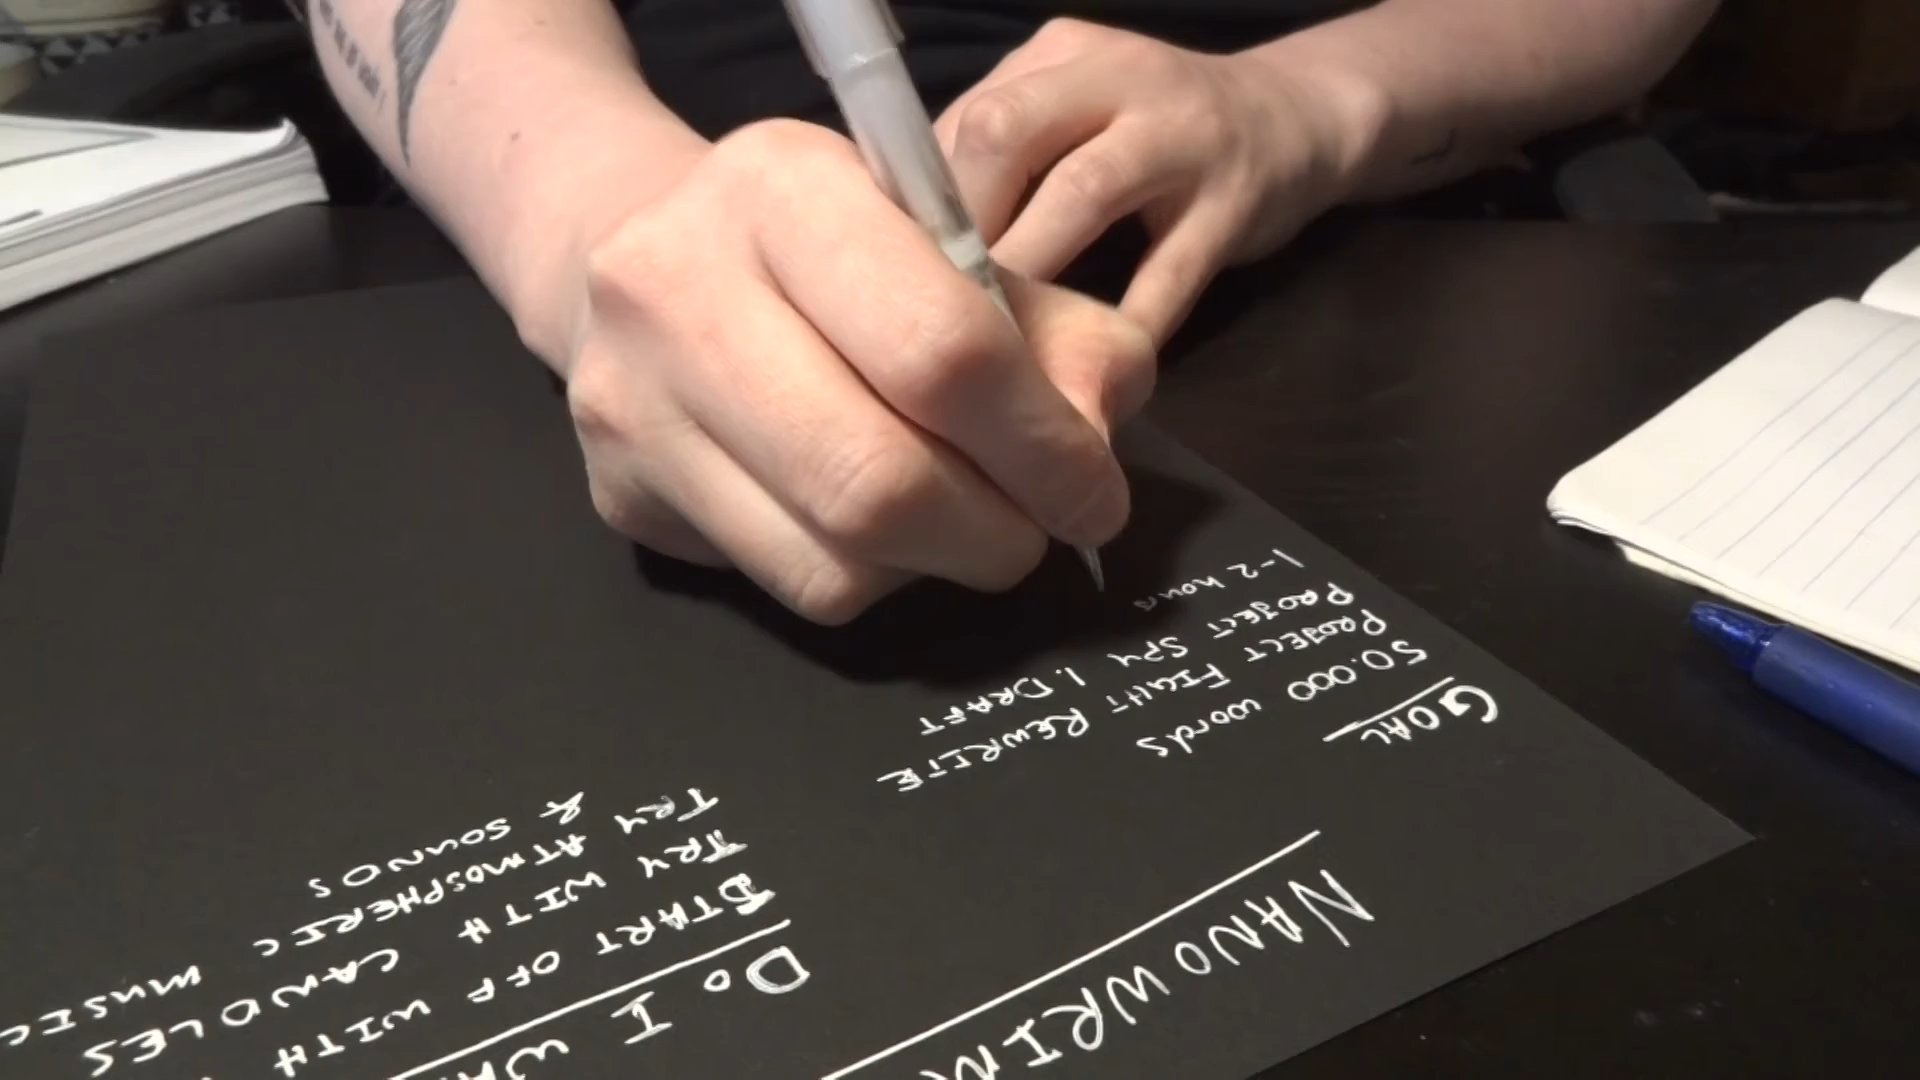 NANOWRIM
GOAL
50.000 words
PROJECT FIGHT REWRITE
PROJECT SPY 1. DRAFT
1-2 hours
DO I WA
START OFF WITH
TRY WITH CANDLES
TRY ATMOSPHERIC MUSIC
& SOUNDS